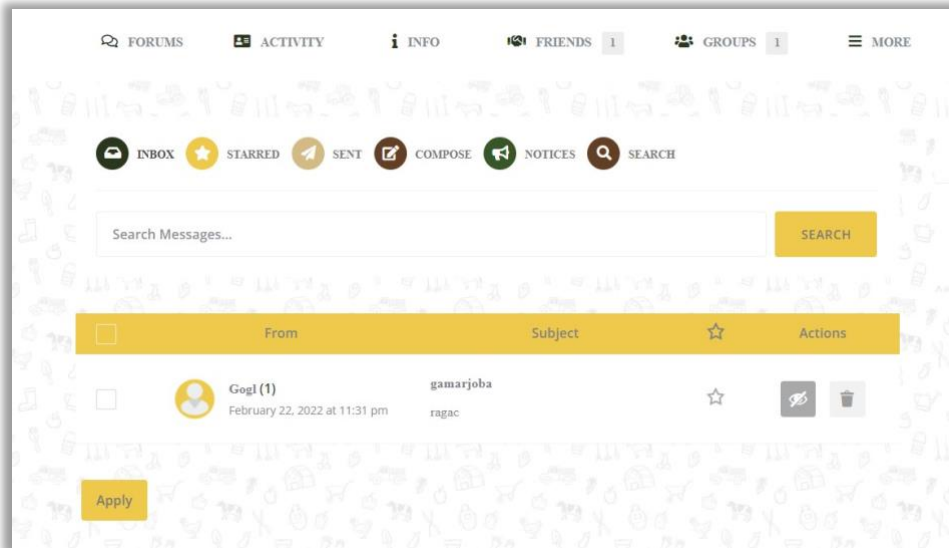 FORUMS ACTIVITY INFO FRIENDS 1 GROUPS 1 MORE
INBOX STARRED SENT COMPOSE NOTICES SEARCH
Search Messages... SEARCH
From Subject Actions
Gogl (1) gamarjoba
February 22, 2022 at 11:31 pm ragac
Apply